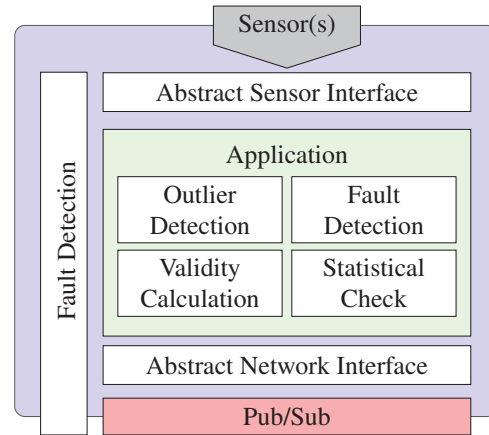 Sensor(s)
Abstract Sensor Interface
Fault Detection
Application
Outlier
Detection
Fault
Detection
Validity
Calculation
Statistical
Check
Abstract Network Interface
Pub/Sub